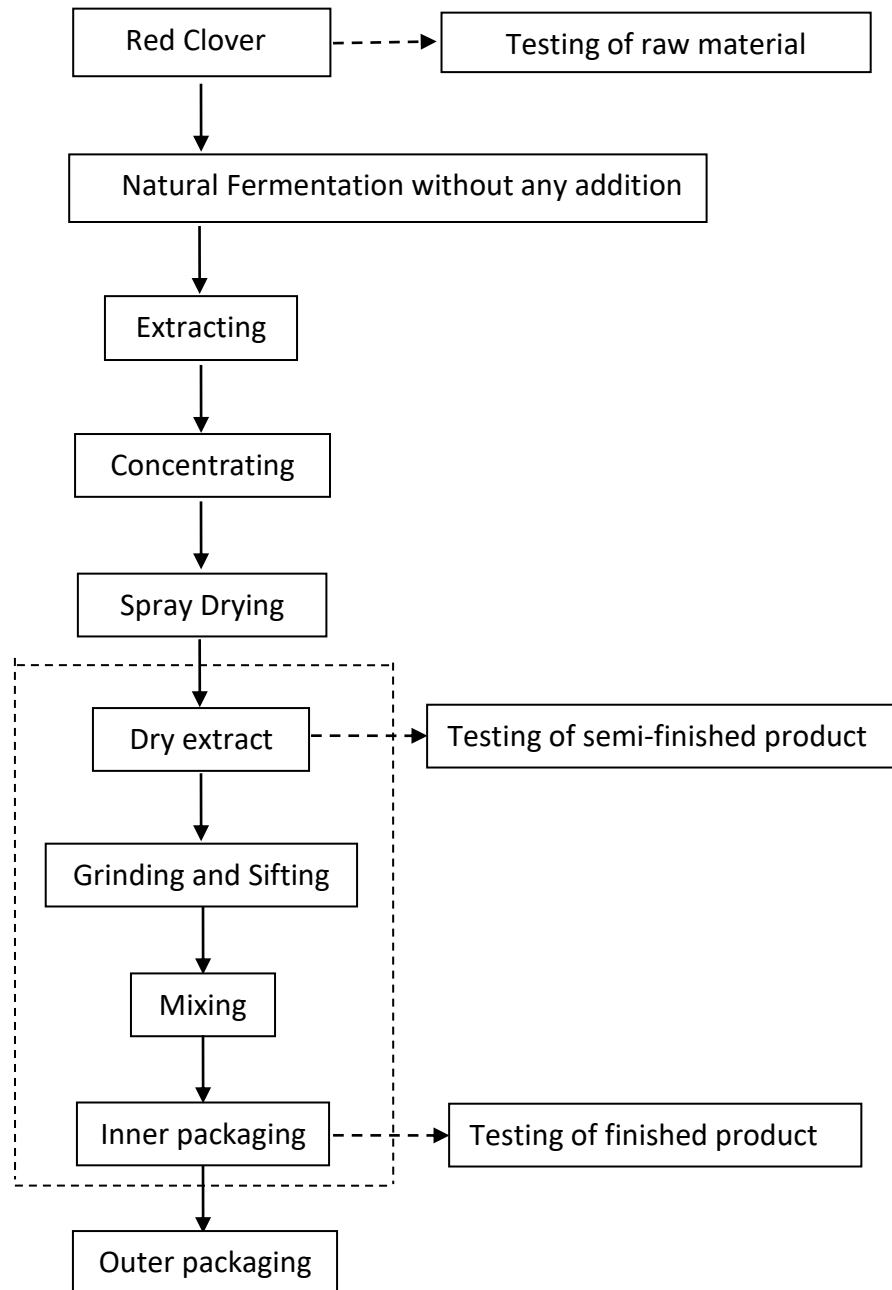 Red Clover
Testing of raw material
Natural Fermentation without any addition
Extracting
Concentrating
Spray Drying
Dry extract
Testing of semi-finished product
Grinding and Sifting
Mixing
Inner packaging
Testing of finished product
Outer packaging